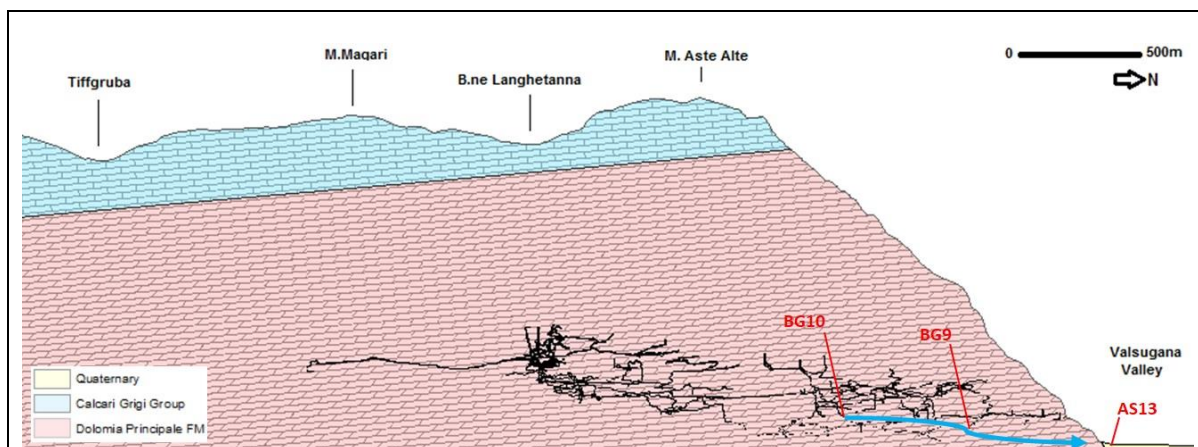 Tiffgruba
M.Maqari
B.ne Langhetanna
M. Aste Alte
0 500m
N
BG10
BG9
Valsugana
Valley
AS13
Quaternary
Calcari Grigi Group
Dolomia Principale FM